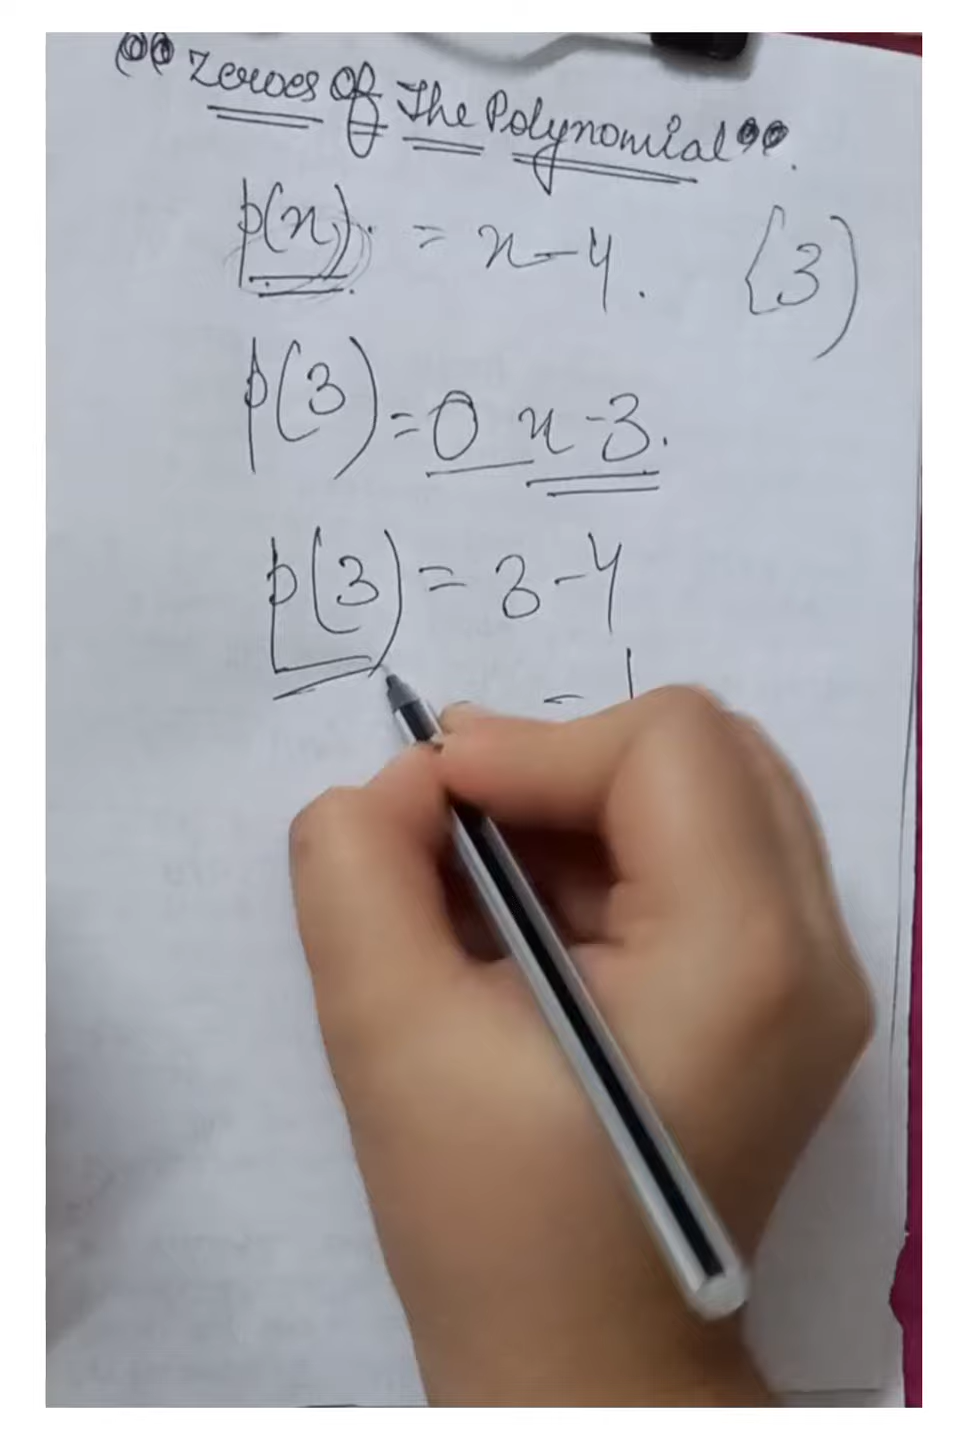 Zeroes Of The Polynomial
p(x) = x-4. (3)
p(3) = 0 x-3.
p(3) = 3-4
- 1